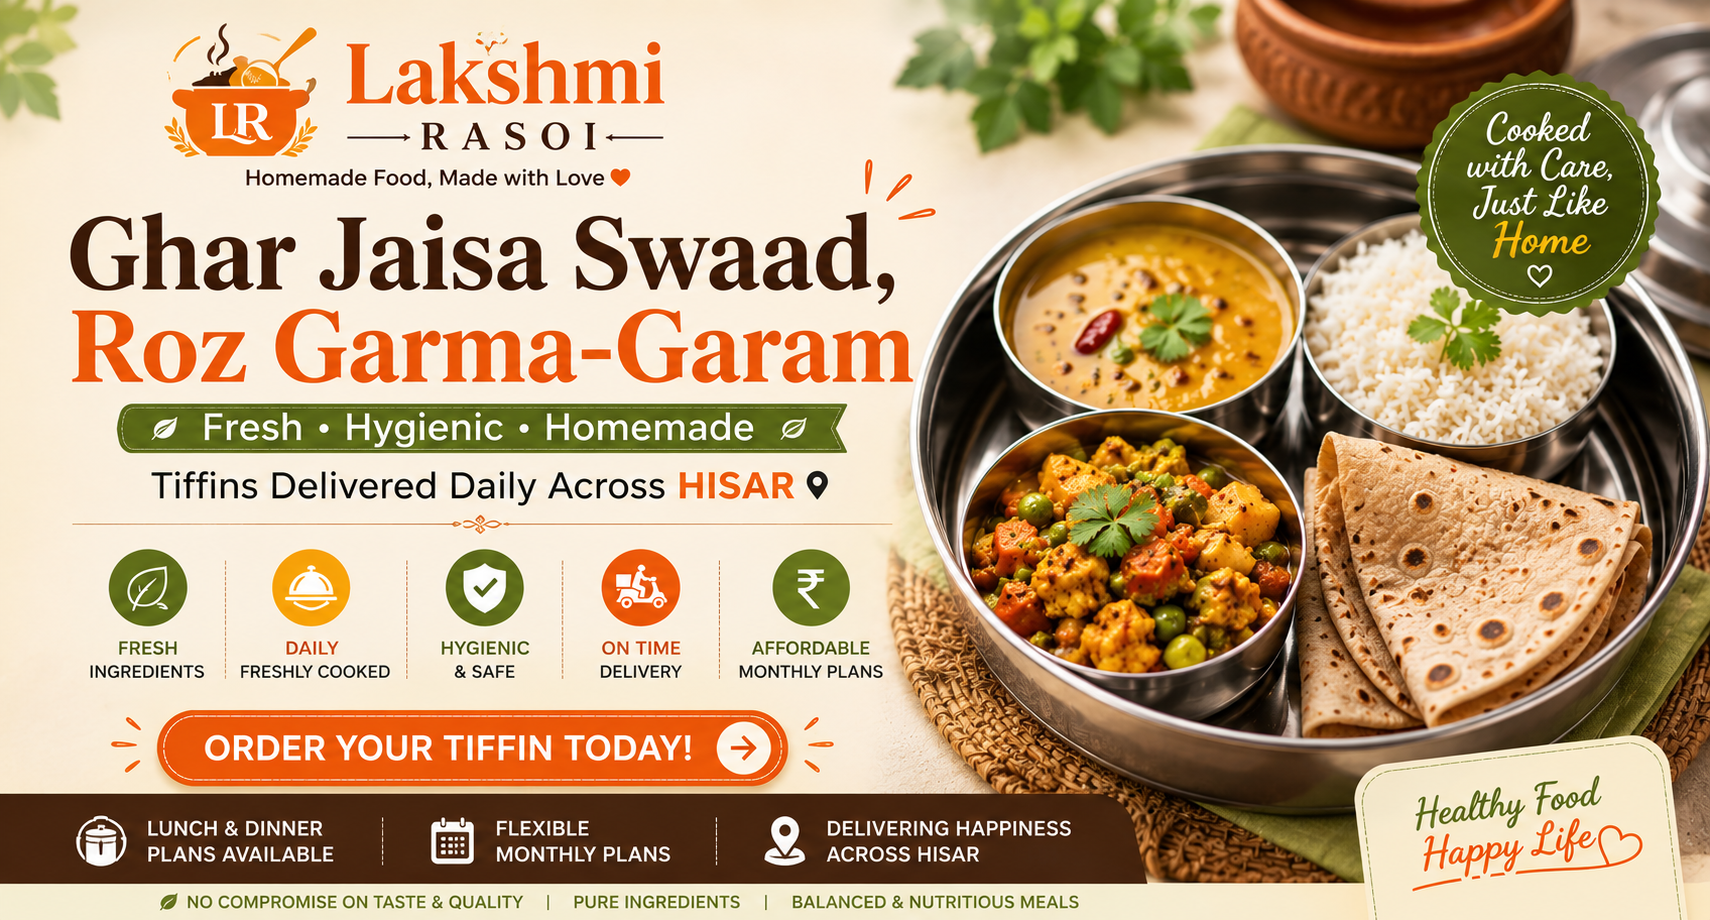 LR
Lakshmi
RASOI
Homemade Food, Made with Love
Ghar Jaisa Swaad,
Roz Garma-Garam
Fresh • Hygienic • Homemade
Tiffins Delivered Daily Across HISAR
FRESH
INGREDIENTS
DAILY
FRESHLY COOKED
HYGIENIC
& SAFE
ON TIME
DELIVERY
₹
AFFORDABLE
MONTHLY PLANS
ORDER YOUR TIFFIN TODAY!
LUNCH & DINNER
PLANS AVAILABLE
FLEXIBLE
MONTHLY PLANS
DELIVERING HAPPINESS
ACROSS HISAR
NO COMPROMISE ON TASTE & QUALITY | PURE INGREDIENTS | BALANCED & NUTRITIOUS MEALS
Cooked
with Care,
Just Like
Home
Healthy Food
Happy Life